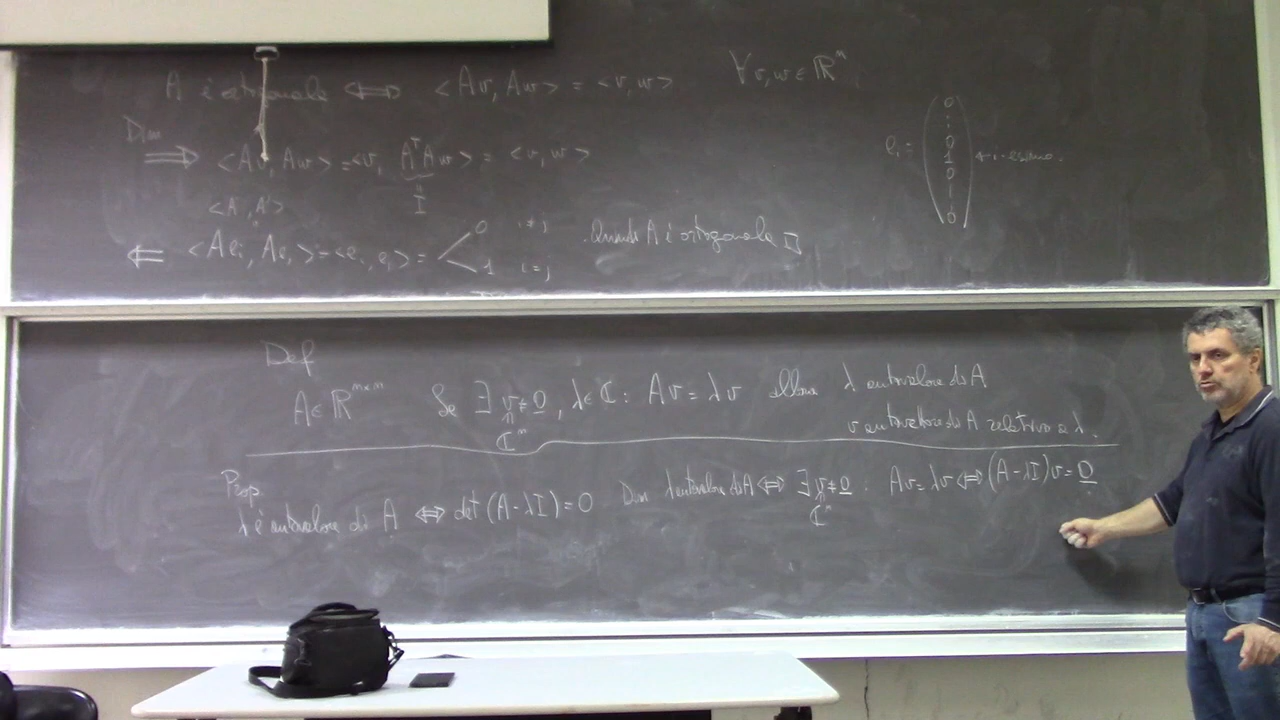 A è ortogonale ⟺ <Av, Aw> = <v, w> ∀ v, w ∈ ℝⁿ
Dim
⟹ <Av, Aw> = <v, AᵀAw> = <v, w>
"
I
<A , A >
⟸ <Aeᵢ, Aeⱼ> = <eᵢ, eⱼ> = 0 i≠j
1 i=j
Quindi A è ortogonale □
eᵢ = (0 0 1 0 0) ← i-esimo
Def
A ∈ ℝⁿˣⁿ Se ∃ v ≠ 0, λ ∈ ℂ : Av = λv allora λ autovalore di A
ℂⁿ
v autovettore di A relativo a λ.
Prop
λ è autovalore di A ⟺ det (A - λI) = 0
Dim λ autovalore di A ⟺ ∃ v ≠ 0 : Av = λv ⟺ (A - λI)v = 0
ℂⁿ